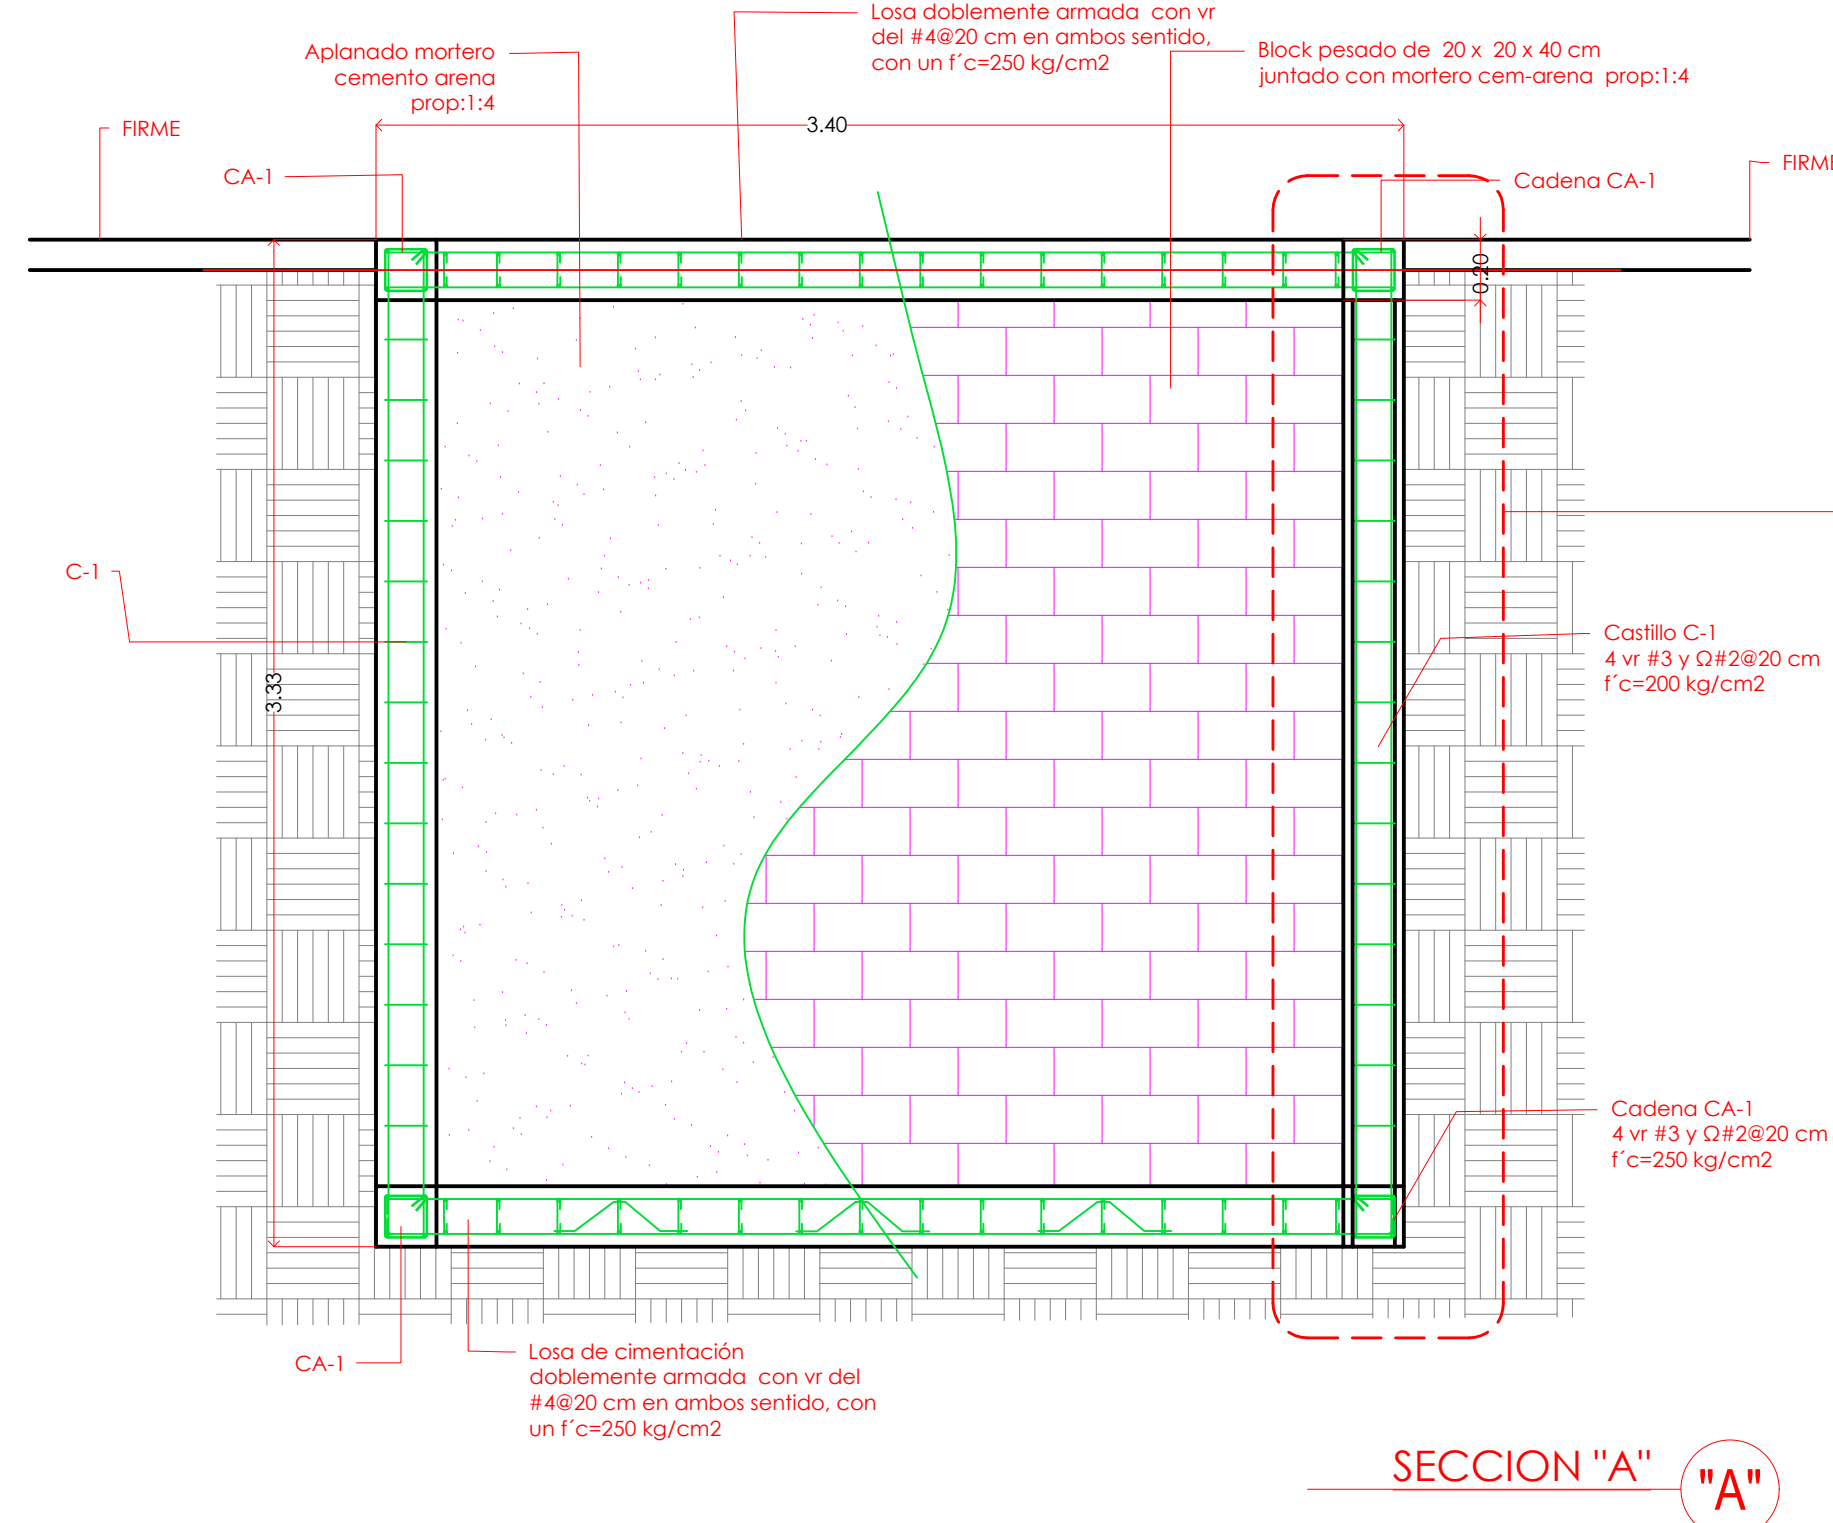 Losa doblemente armada con vr
del #4@20 cm en ambos sentido,
con un f´c=250 kg/cm2
Aplanado mortero
cemento arena
prop:1:4
Block pesado de 20 x 20 x 40 cm
juntado con mortero cem-arena prop:1:4
FIRME
3.40
FIRME
CA-1
Cadena CA-1
0.20
C-1
3.33
Castillo C-1
4 vr #3 y Ω#2@20 cm
f´c=200 kg/cm2
Cadena CA-1
4 vr #3 y Ω#2@20 cm
f´c=250 kg/cm2
CA-1
Losa de cimentación
doblemente armada con vr del
#4@20 cm en ambos sentido, con
un f´c=250 kg/cm2
SECCION "A"
"A"